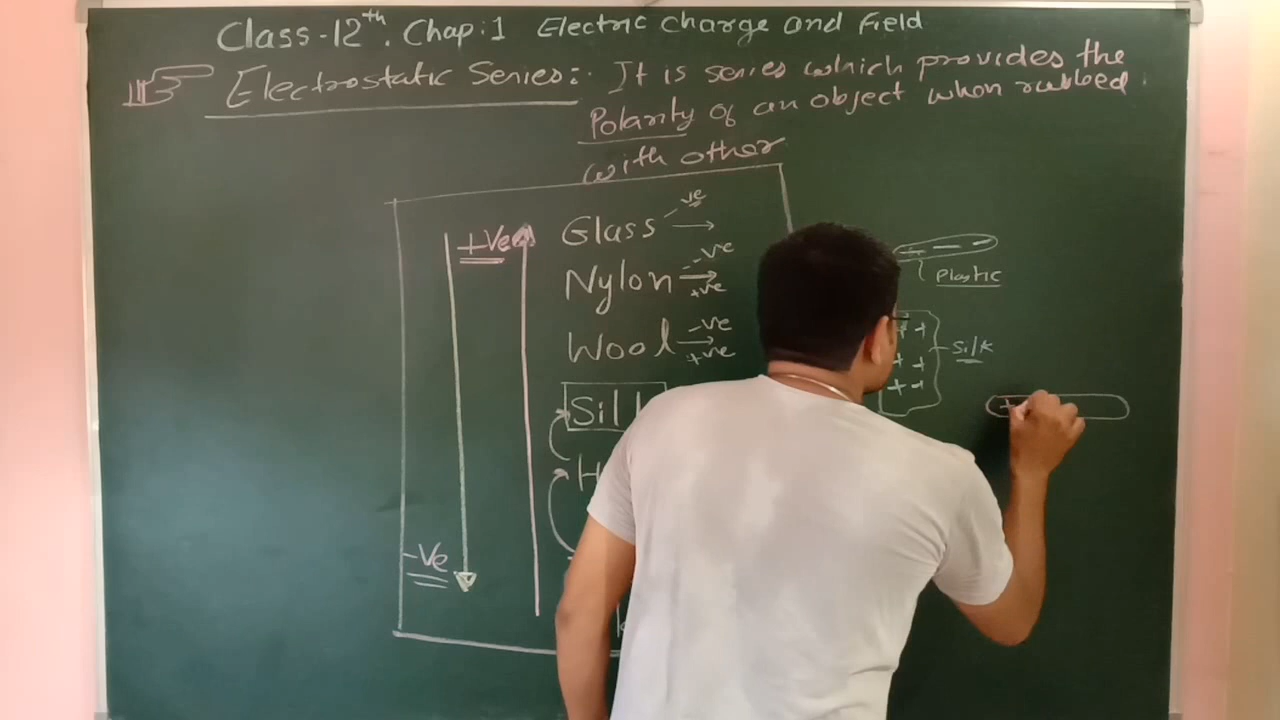 Class-12th. Chap:1 Electric Charge and Field
Electrostatic Series:- It is series which provides the
Polarity of an object when rubbed
with other
+Ve
Glass -ve
Nylon -ve +ve
Wool -ve +ve
Sil
H
-Ve
Plastic
Silk